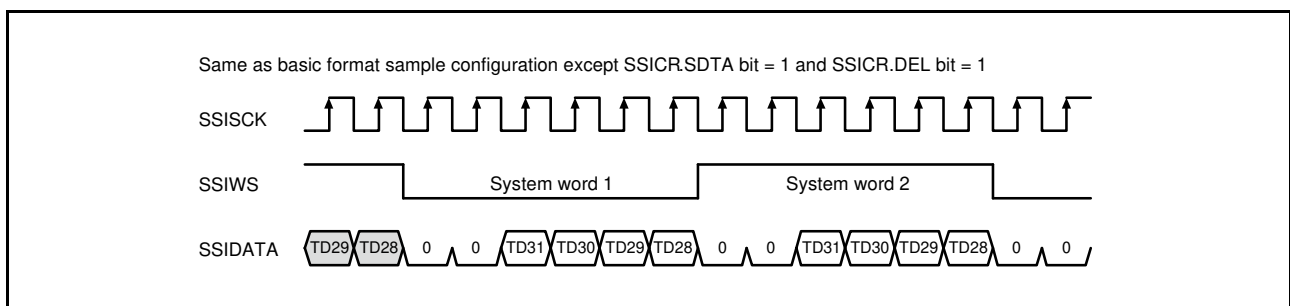 Same as basic format sample configuration except SSICR.SDTA bit = 1 and SSICR.DEL bit = 1
SSISCK
SSIWS System word 1 System word 2
SSIDATA TD29 TD28 0 0 TD31 TD30 TD29 TD28 0 0 TD31 TD30 TD29 TD28 0 0